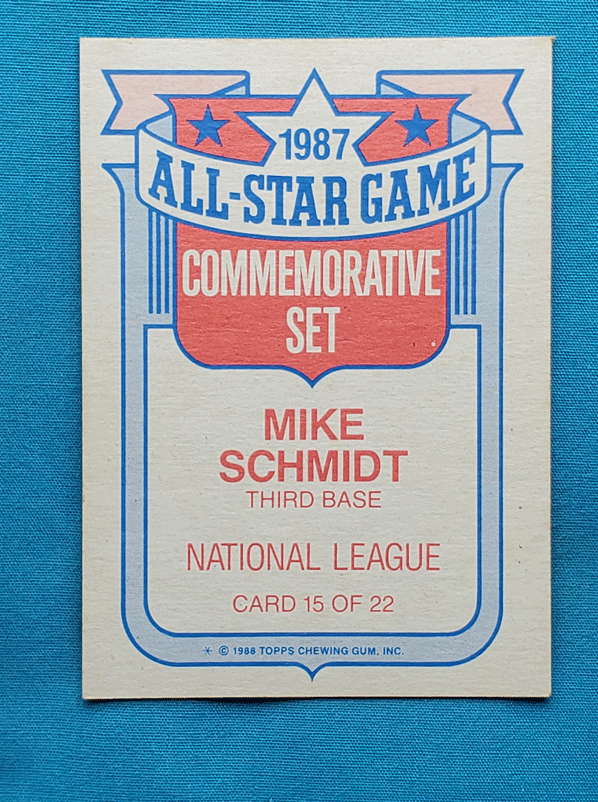 1987
ALL-STAR GAME
COMMEMORATIVE
SET
MIKE
SCHMIDT
THIRD BASE
NATIONAL LEAGUE
CARD 15 OF 22
* © 1988 TOPPS CHEWING GUM, INC.